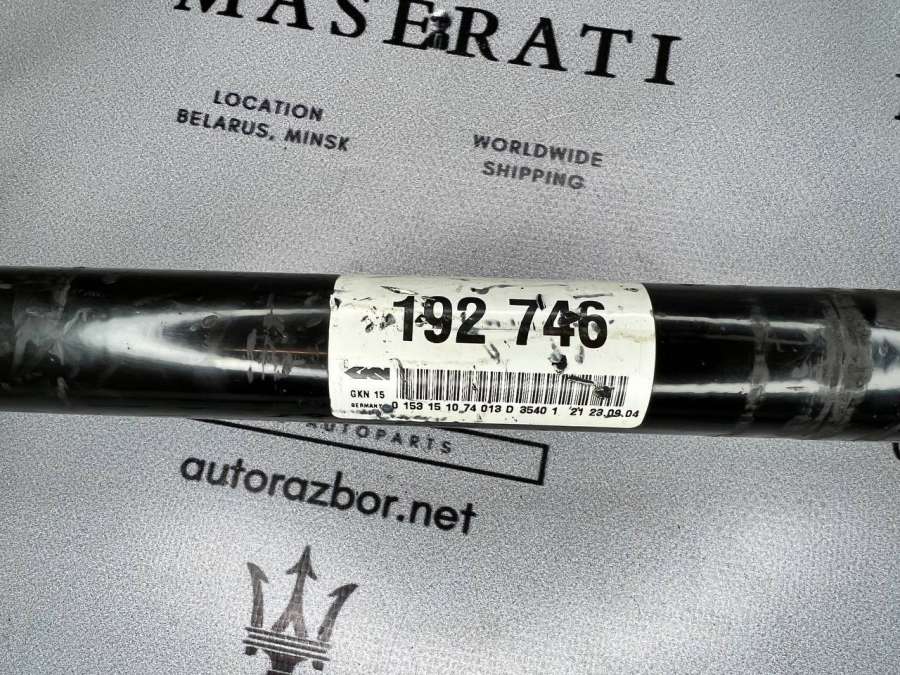 MASERATI
LOCATION
BELARUS, MINSK
WORLDWIDE
SHIPPING
192 746
GKN
GKN 15
GERMANY
0 153 15 10 74 013 D 3540 1 21 23.09.04
AUTOPARTS
autorazbor.net